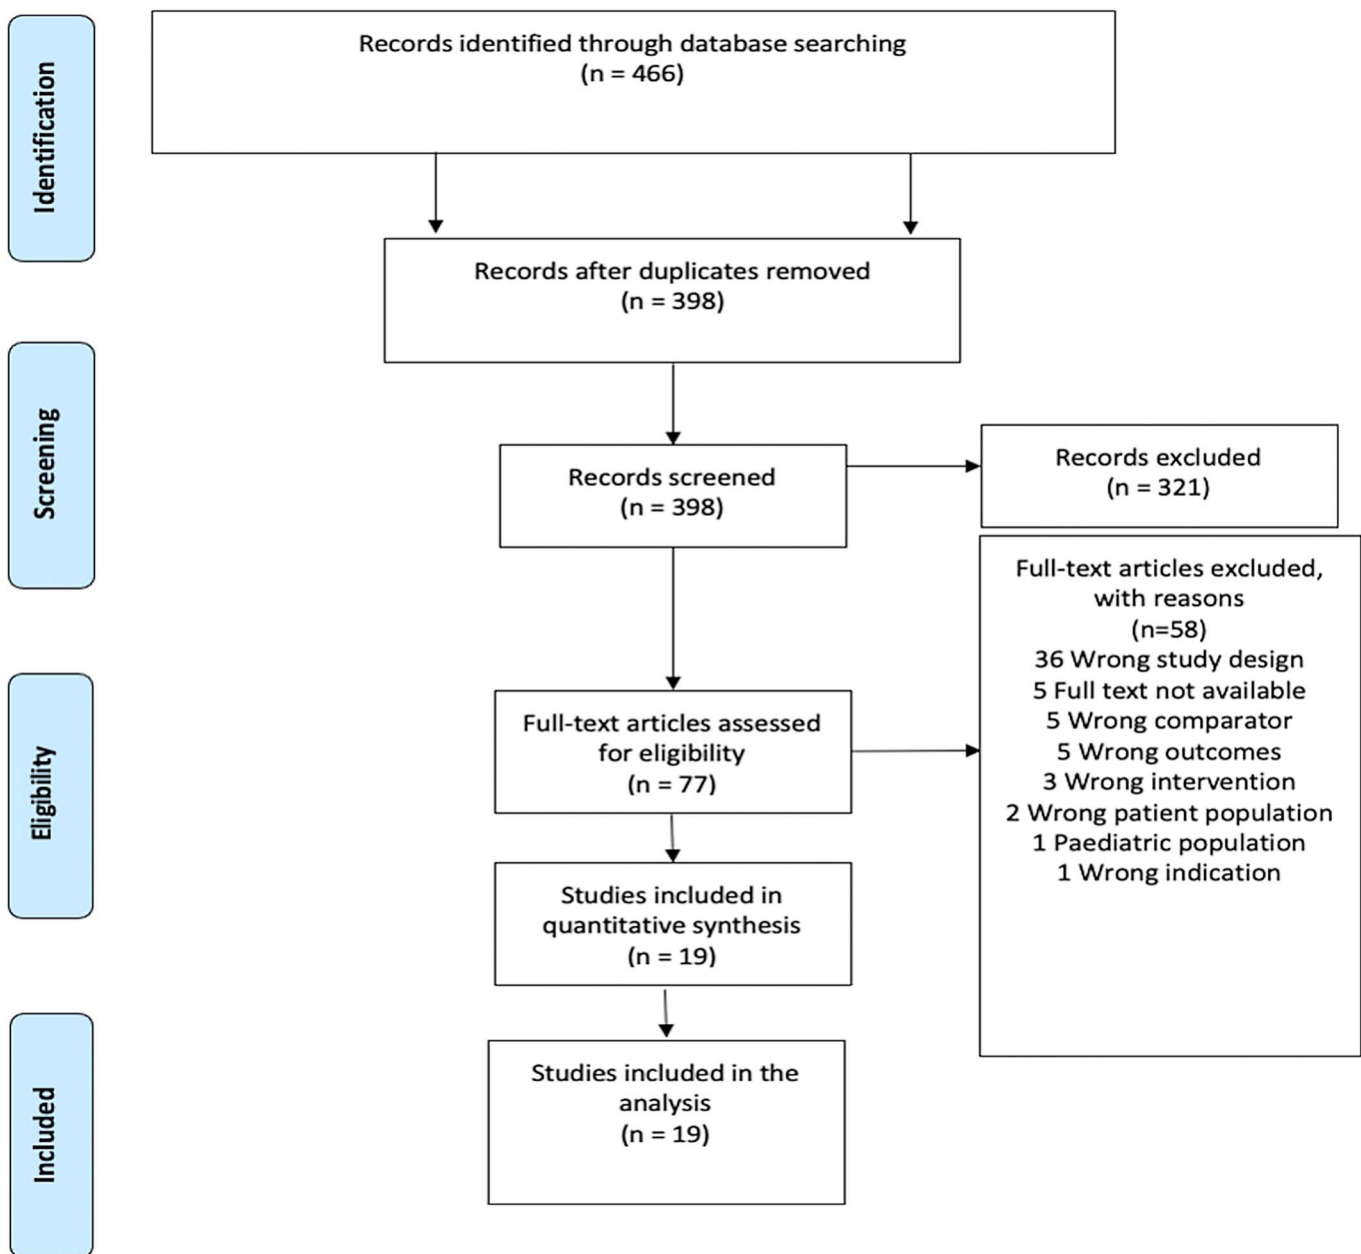 Identification
Records identified through database searching
(n = 466)
Records after duplicates removed
(n = 398)
Screening
Records screened
(n = 398)
Records excluded
(n = 321)
Eligibility
Full-text articles assessed
for eligibility
(n = 77)
Full-text articles excluded,
with reasons
(n=58)
36 Wrong study design
5 Full text not available
5 Wrong comparator
5 Wrong outcomes
3 Wrong intervention
2 Wrong patient population
1 Paediatric population
1 Wrong indication
Studies included in
quantitative synthesis
(n = 19)
Included
Studies included in the
analysis
(n = 19)